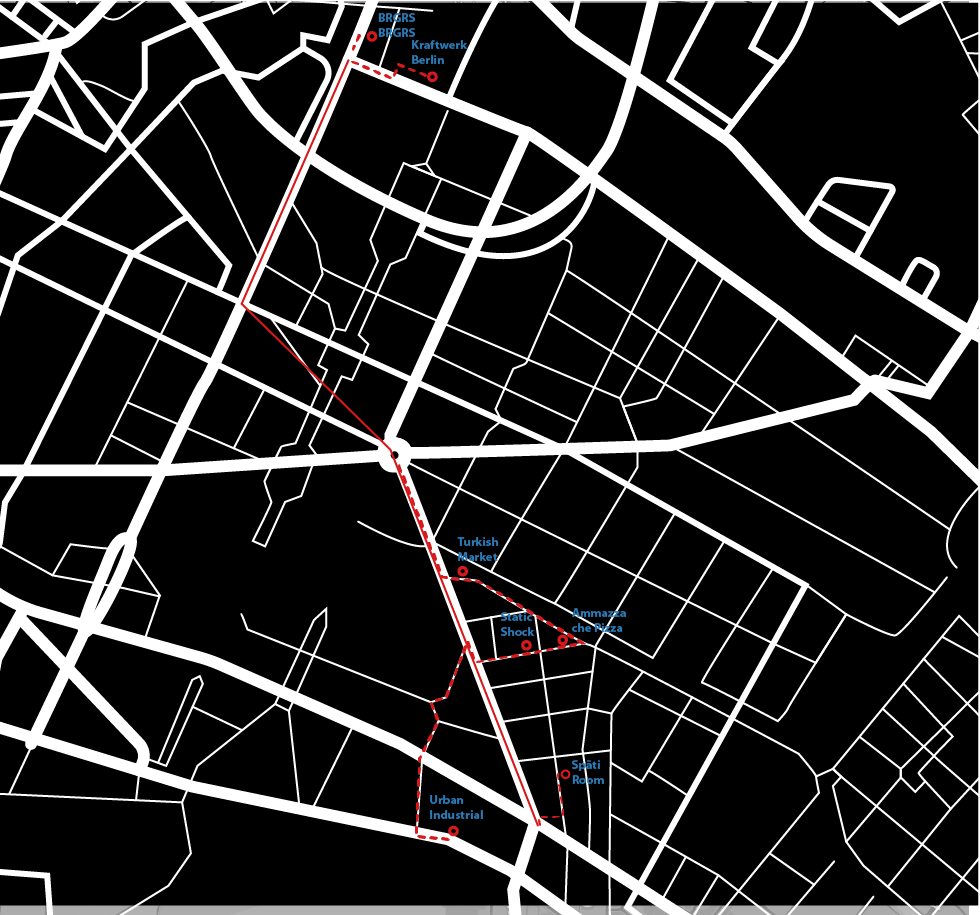 BRGRS
BRGRS
Kraftwerk
Berlin
Turkish
Market
Static
Shock
Ammazza
che Pizza
Späti
Room
Urban
Industrial